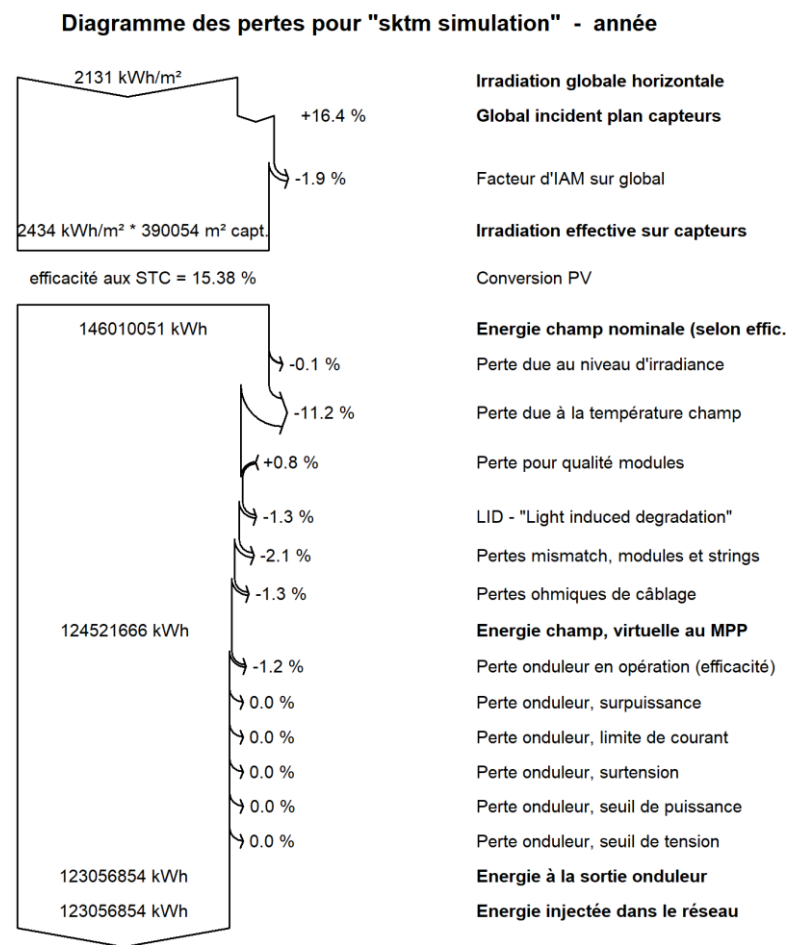 Diagramme des pertes pour "sktm simulation" - année
2131 kWh/m² Irradiation globale horizontale
+16.4 % Global incident plan capteurs
-1.9 % Facteur d'IAM sur global
2434 kWh/m² * 390054 m² capt. Irradiation effective sur capteurs
efficacité aux STC = 15.38 % Conversion PV
146010051 kWh Energie champ nominale (selon effic.
-0.1 % Perte due au niveau d'irradiance
-11.2 % Perte due à la température champ
+0.8 % Perte pour qualité modules
-1.3 % LID - "Light induced degradation"
-2.1 % Pertes mismatch, modules et strings
-1.3 % Pertes ohmiques de câblage
124521666 kWh Energie champ, virtuelle au MPP
-1.2 % Perte onduleur en opération (efficacité)
0.0 % Perte onduleur, surpuissance
0.0 % Perte onduleur, limite de courant
0.0 % Perte onduleur, surtension
0.0 % Perte onduleur, seuil de puissance
0.0 % Perte onduleur, seuil de tension
123056854 kWh Energie à la sortie onduleur
123056854 kWh Energie injectée dans le réseau